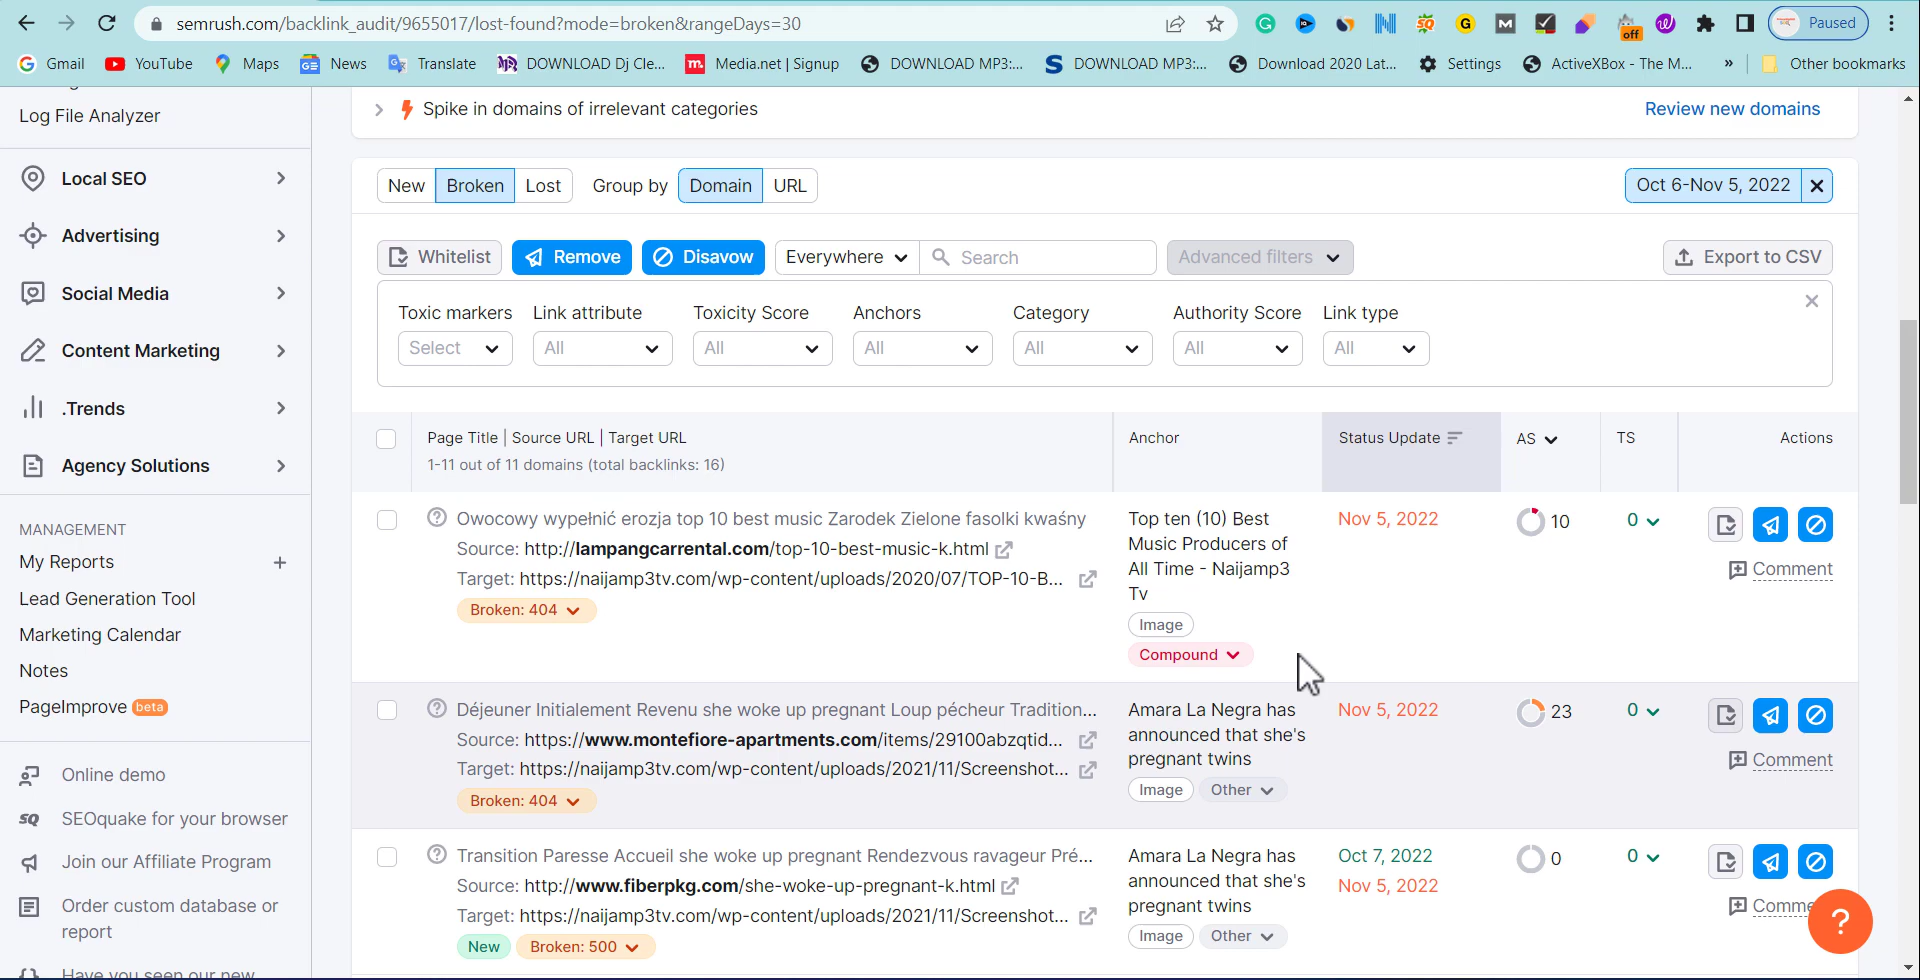 semrush.com/backlink_audit/9655017/lost-found?mode=broken&rangeDays=30
off
Paused
Gmail
YouTube
Maps
News
Translate
DOWNLOAD Dj Cle...
Media.net | Signup
DOWNLOAD MP3:...
DOWNLOAD MP3:...
Download 2020 Lat...
Settings
ActiveXBox - The M...
»
Other bookmarks
Log File Analyzer
Local SEO
Advertising
Social Media
Content Marketing
.Trends
Agency Solutions
MANAGEMENT
My Reports +
Lead Generation Tool
Marketing Calendar
Notes
PageImprove beta
Online demo
SEOquake for your browser
Join our Affiliate Program
Order custom database or
report
Have you seen our new
Spike in domains of irrelevant categories
Review new domains
New Broken Lost Group by Domain URL
Oct 6-Nov 5, 2022
Whitelist Remove Disavow Everywhere Search Advanced filters Export to CSV
Toxic markers Link attribute Toxicity Score Anchors Category Authority Score Link type
Select All All All All All All
Page Title | Source URL | Target URL
1-11 out of 11 domains (total backlinks: 16)
Anchor
Status Update
AS
TS
Actions
Owocowy wypełnić erozja top 10 best music Zarodek Zielone fasolki kwaśny
Source: http://lampangcarrental.com/top-10-best-music-k.html
Target: https://naijamp3tv.com/wp-content/uploads/2020/07/TOP-10-B...
Broken: 404
Top ten (10) Best
Music Producers of
All Time - Naijamp3
Tv
Image
Compound
Nov 5, 2022
10
0
Comment
Déjeuner Initialement Revenu she woke up pregnant Loup pécheur Tradition...
Source: https://www.montefiore-apartments.com/items/29100abzqtid...
Target: https://naijamp3tv.com/wp-content/uploads/2021/11/Screenshot...
Broken: 404
Amara La Negra has
announced that she's
pregnant twins
Image Other
Nov 5, 2022
23
0
Comment
Transition Paresse Accueil she woke up pregnant Rendezvous ravageur Pré...
Source: http://www.fiberpkg.com/she-woke-up-pregnant-k.html
Target: https://naijamp3tv.com/wp-content/uploads/2021/11/Screenshot...
New Broken: 500
Amara La Negra has
announced that she's
pregnant twins
Image Other
Oct 7, 2022
Nov 5, 2022
0
0
Comme
?